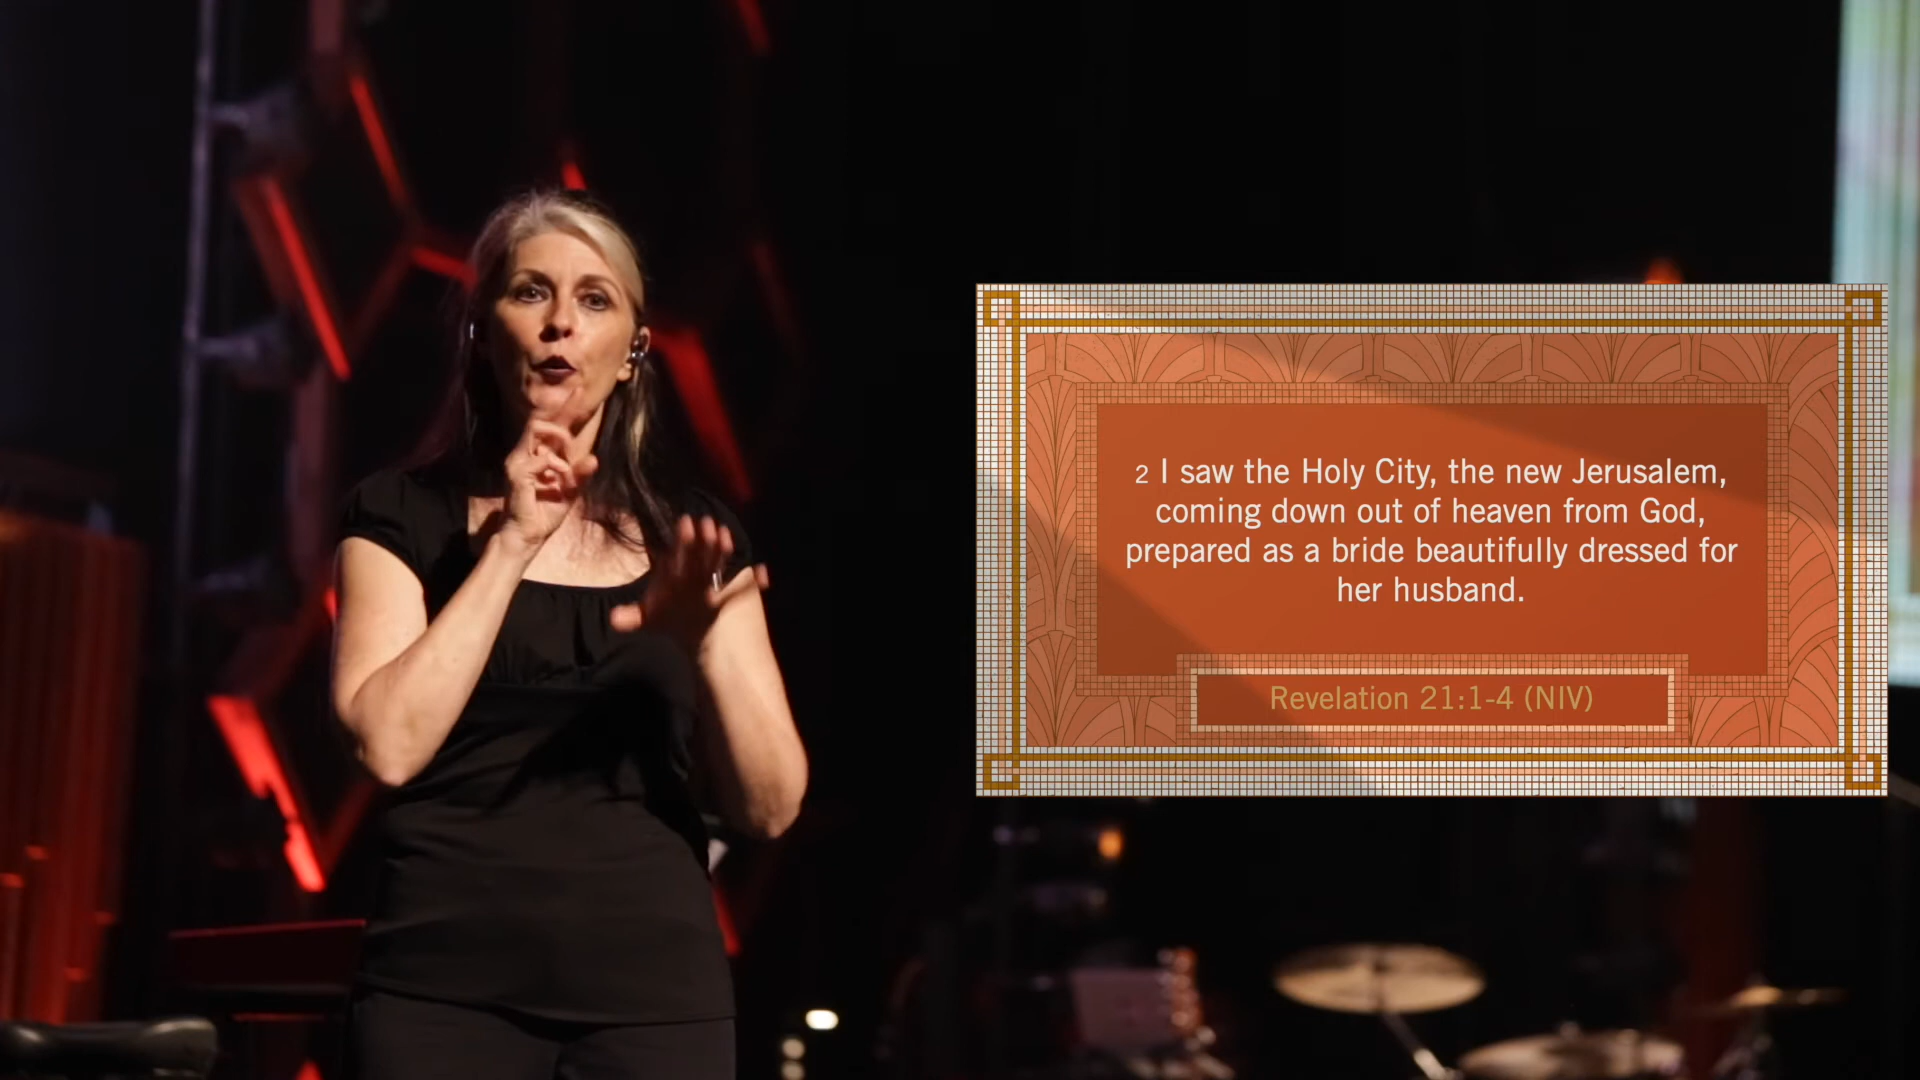 2 I saw the Holy City, the new Jerusalem,
coming down out of heaven from God,
prepared as a bride beautifully dressed for
her husband.
Revelation 21:1-4 (NIV)